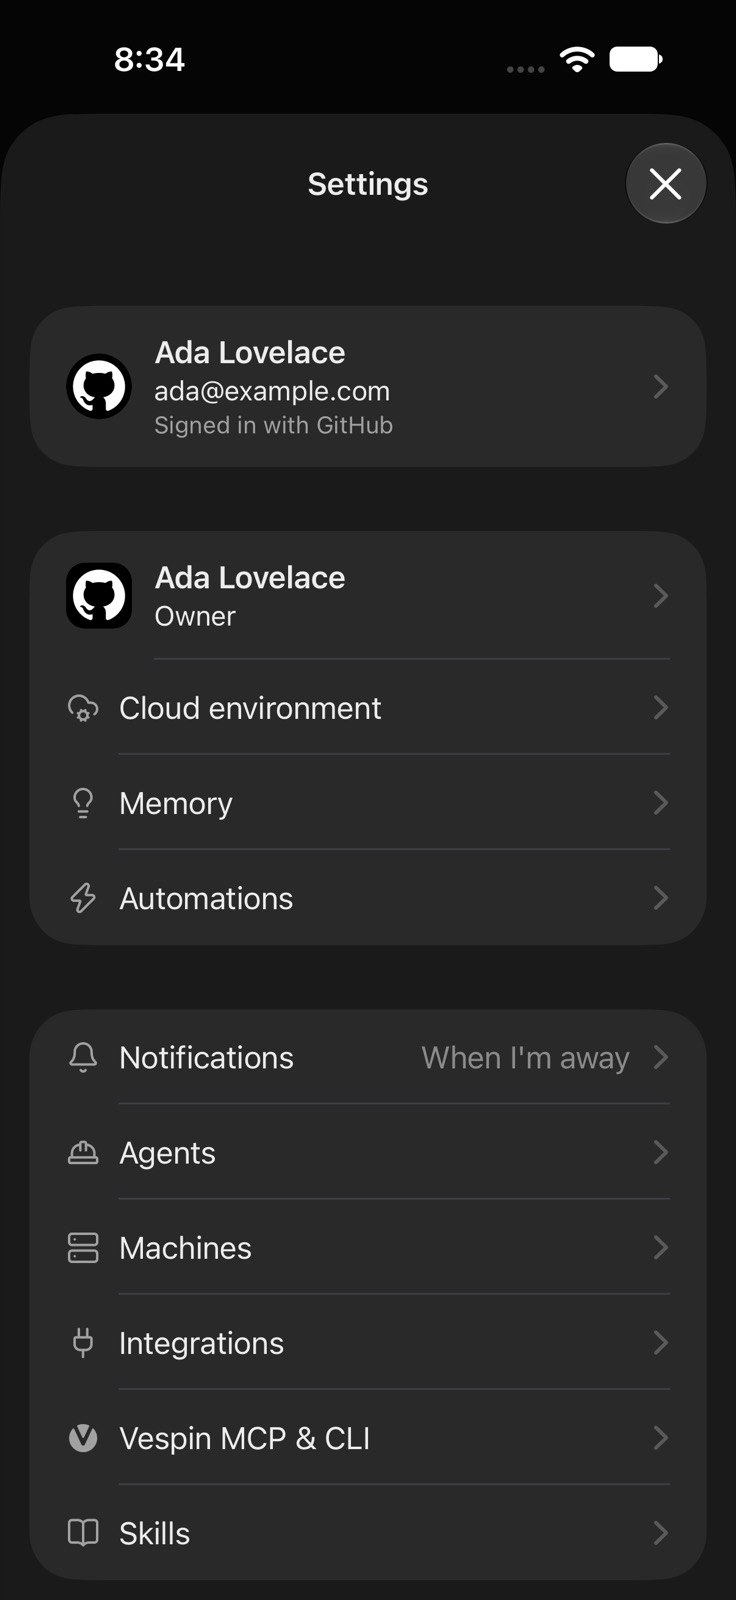 8:34
Settings
Ada Lovelace
ada@example.com
Signed in with GitHub
Ada Lovelace
Owner
Cloud environment
Memory
Automations
Notifications When I'm away
Agents
Machines
Integrations
Vespin MCP & CLI
Skills